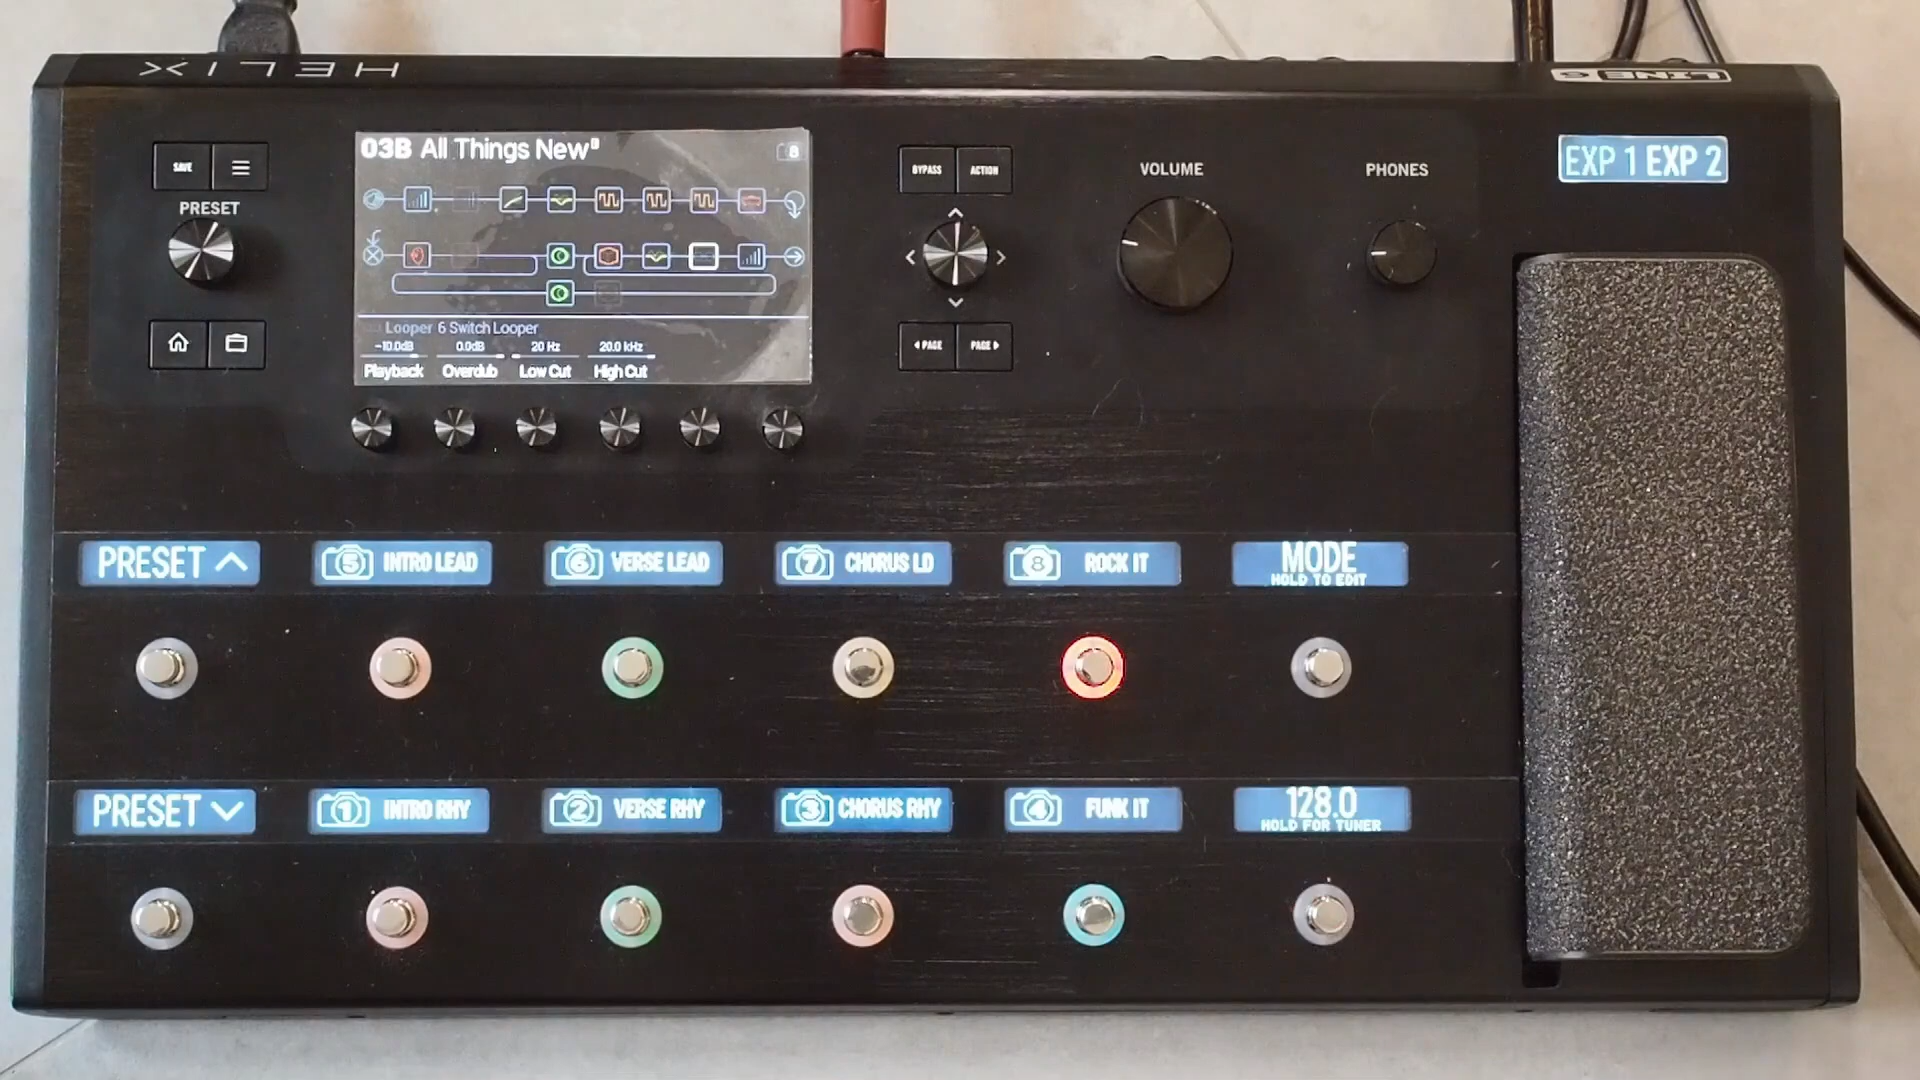 HELIX
LINE 6
03B All Things New
8
SAVE
PRESET
BYPASS ACTION
VOLUME
PHONES
EXP 1 EXP 2
Looper 6 Switch Looper
-10.0dB 0.0dB 20 Hz 20.0 kHz
Playback Overdub Low Cut High Cut
PAGE PAGE
PRESET
5 INTRO LEAD
6 VERSE LEAD
7 CHORUS LD
8 ROCK IT
MODE
HOLD TO EDIT
PRESET
1 INTRO RHY
2 VERSE RHY
3 CHORUS RHY
4 FUNK IT
128.0
HOLD FOR TUNER